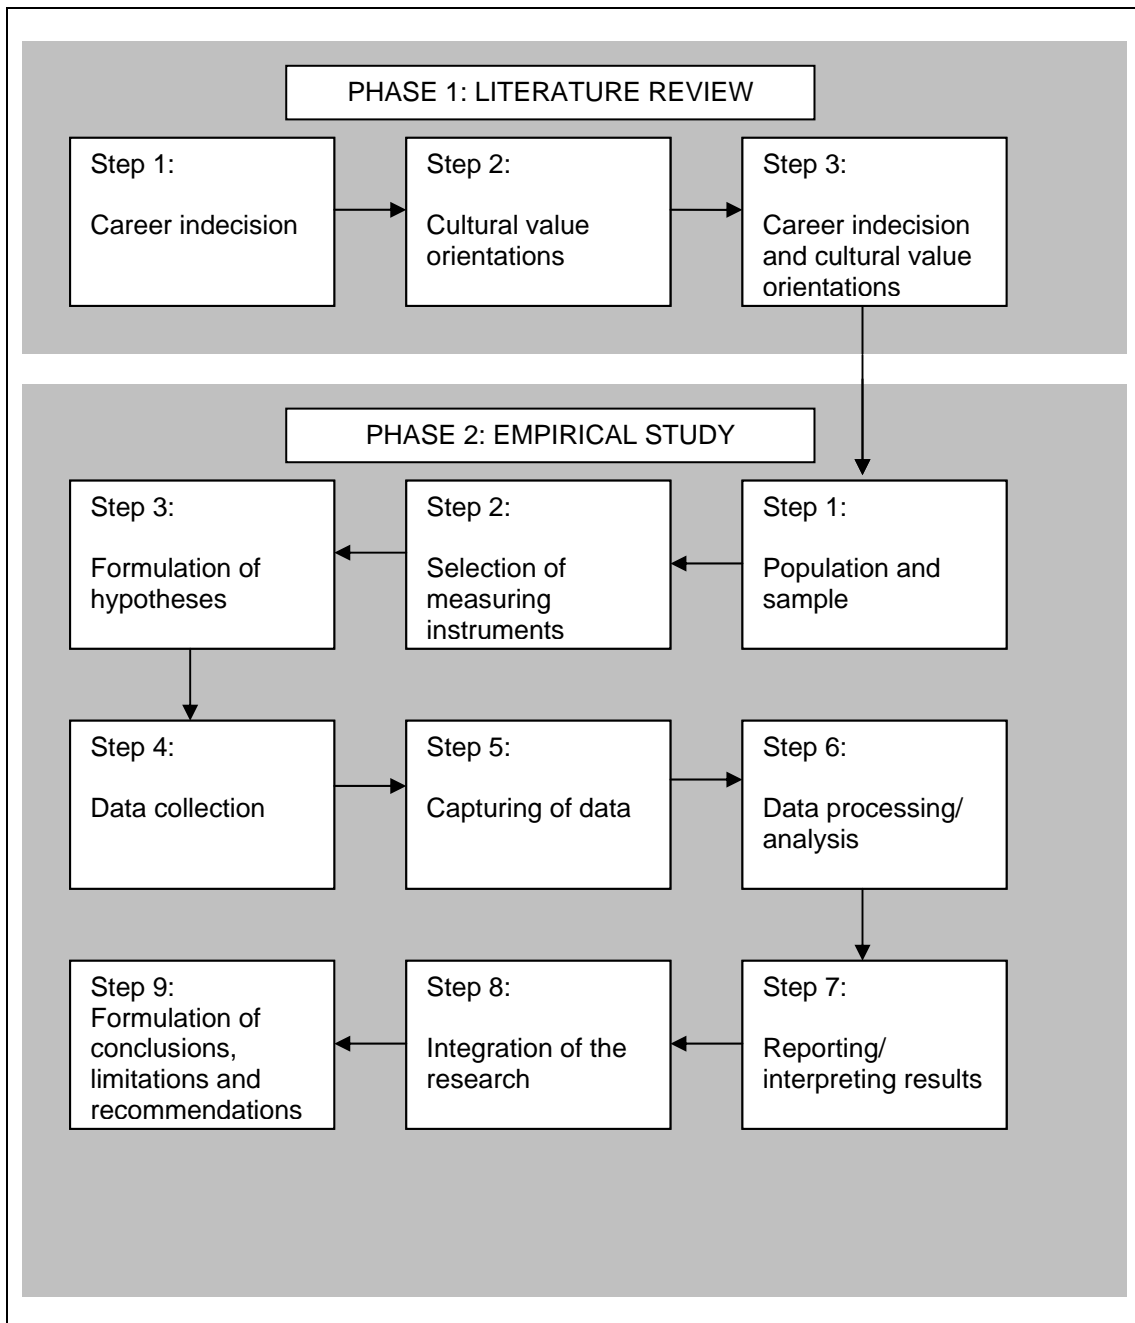 PHASE 1: LITERATURE REVIEW
Step 1:
Career indecision
Step 2:
Cultural value
orientations
Step 3:
Career indecision
and cultural value
orientations
PHASE 2: EMPIRICAL STUDY
Step 3:
Formulation of
hypotheses
Step 2:
Selection of
measuring
instruments
Step 1:
Population and
sample
Step 4:
Data collection
Step 5:
Capturing of data
Step 6:
Data processing/
analysis
Step 9:
Formulation of
conclusions,
limitations and
recommendations
Step 8:
Integration of the
research
Step 7:
Reporting/
interpreting results